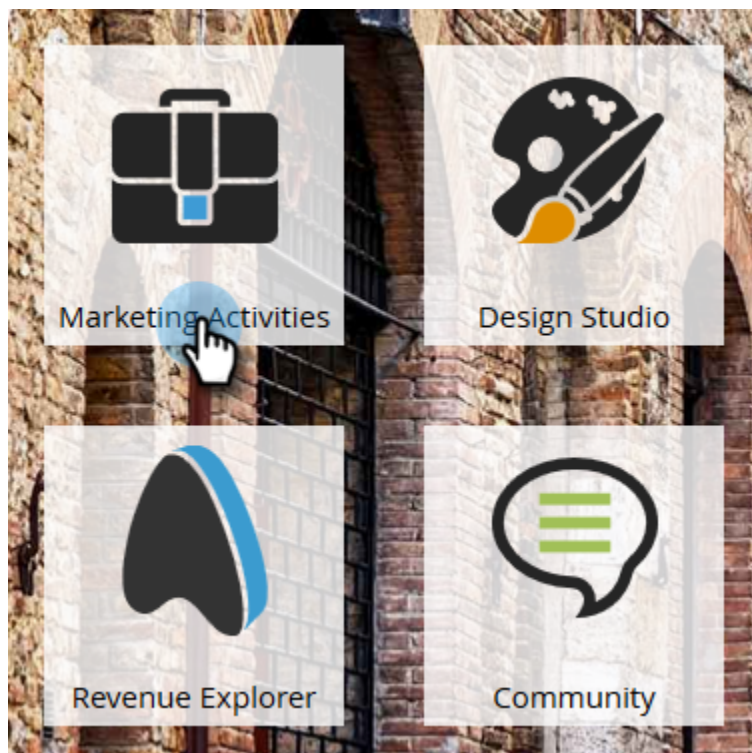 Marketing Activities
Design Studio
Revenue Explorer
Community